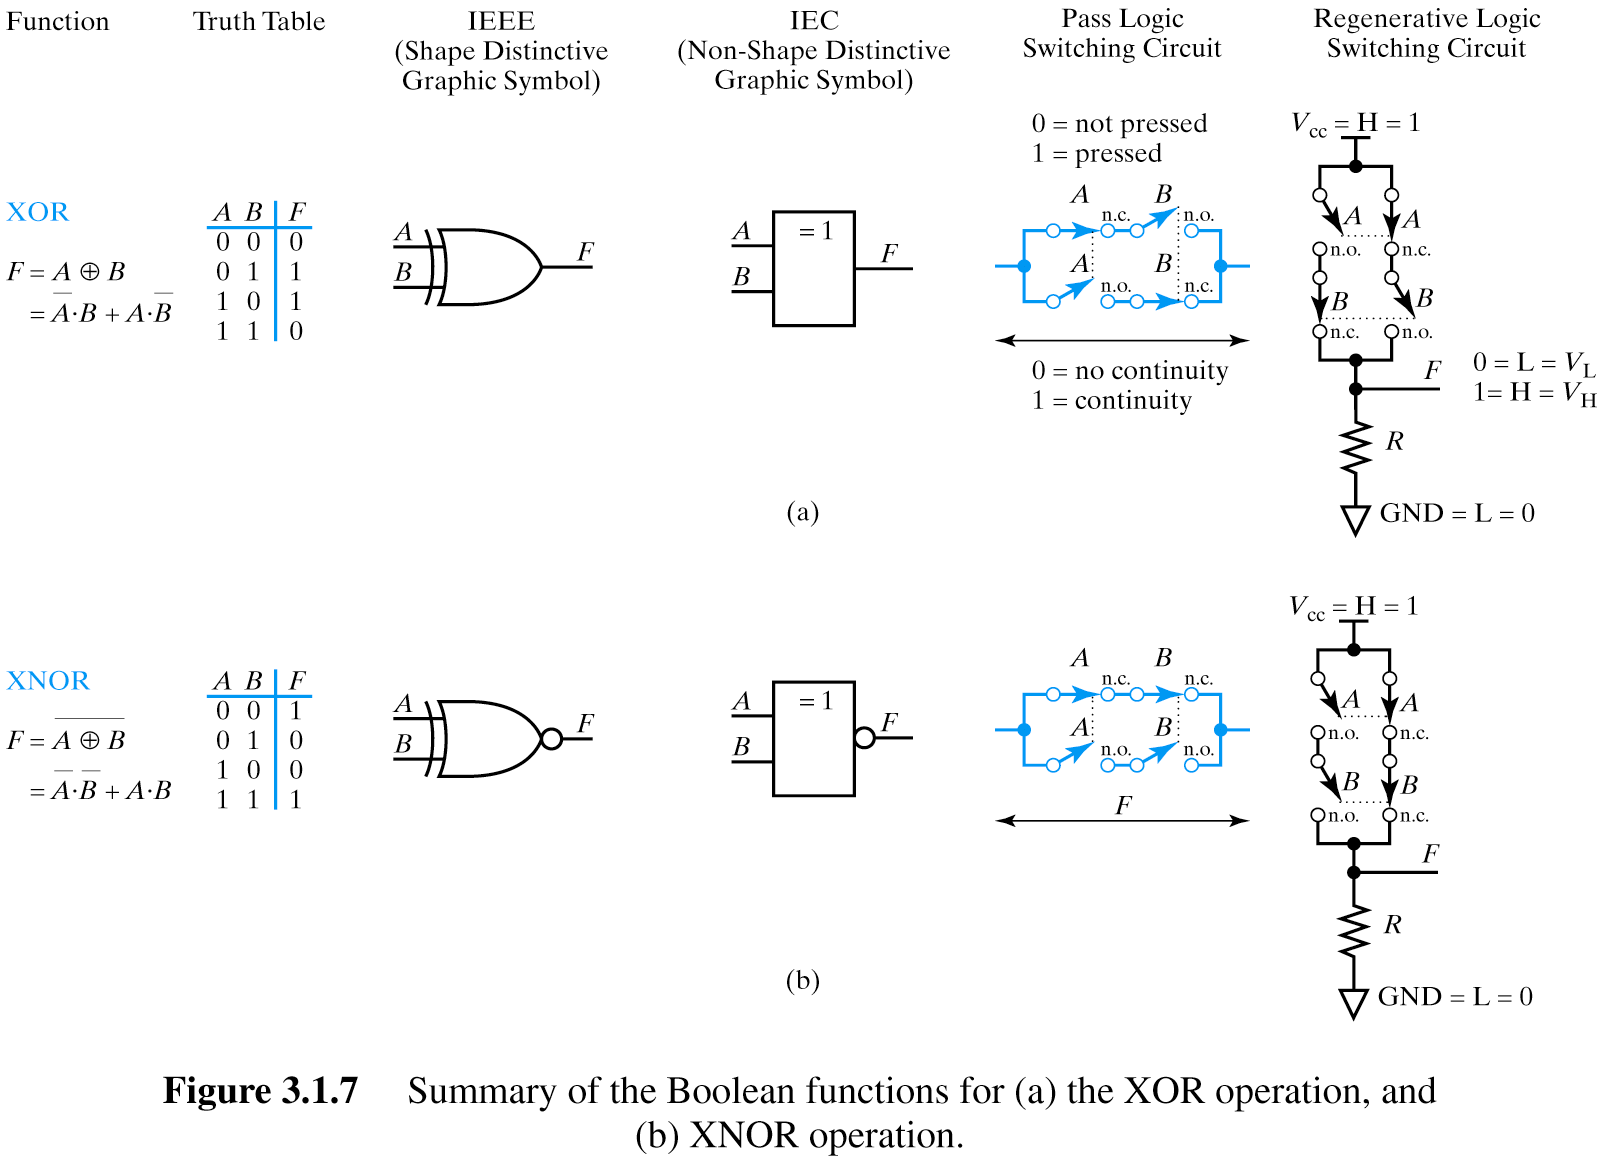 Function Truth Table IEEE IEC Pass Logic Regenerative Logic
(Shape Distinctive (Non-Shape Distinctive Switching Circuit Switching Circuit
Graphic Symbol) Graphic Symbol)
0 = not pressed
1 = pressed
V_cc = H = 1
XOR
F = A ⊕ B
= A̅·B + A·B̅
A B F
0 0 0
0 1 1
1 0 1
1 1 0
A
B
F
A
B
= 1
F
A B
n.c. n.o.
A B
n.o. n.c.
0 = no continuity
1 = continuity
A A
n.o. n.c.
B B
n.c. n.o.
F
0 = L = V_L
1= H = V_H
R
GND = L = 0
(a)
V_cc = H = 1
XNOR
F = A̅ ̅⊕̅ ̅B̅
= A̅·B̅ + A·B
A B F
0 0 1
0 1 0
1 0 0
1 1 1
A
B
F
A
B
= 1
F
A B
n.c. n.c.
A B
n.o. n.o.
F
A A
n.o. n.c.
B B
n.o. n.c.
F
R
GND = L = 0
(b)
Figure 3.1.7 Summary of the Boolean functions for (a) the XOR operation, and
(b) XNOR operation.